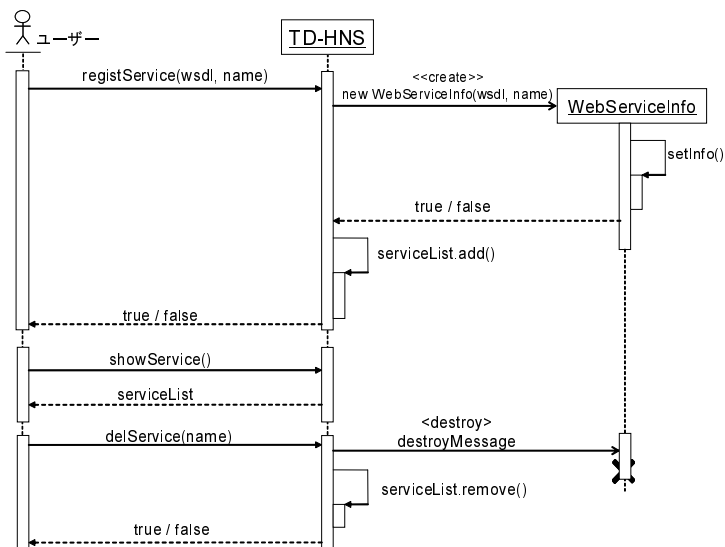 ユーザー
TD-HNS
registService(wsdl, name)
<<create>>
new WebServiceInfo(wsdl, name)
WebServiceInfo
setInfo()
true / false
serviceList.add()
true / false
showService()
serviceList
delService(name)
<destroy>
destroyMessage
serviceList.remove()
true / false